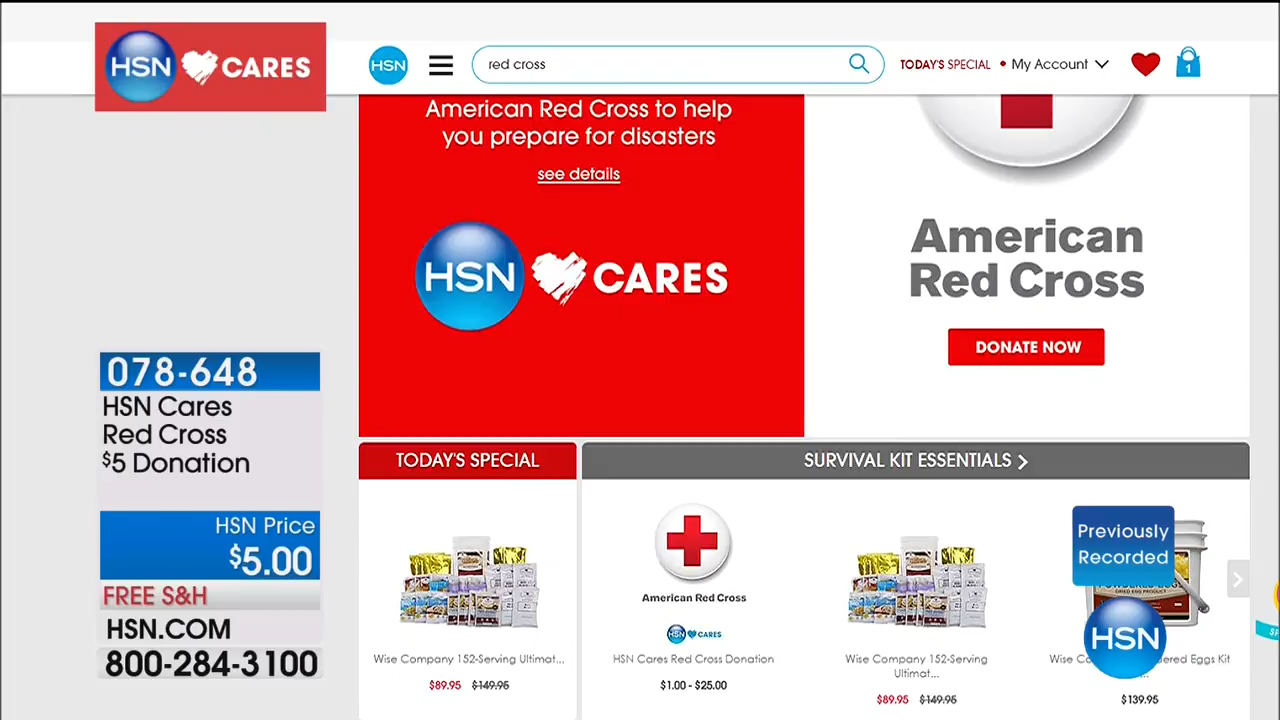 HSN CARES
HSN
red cross
TODAY'S SPECIAL • My Account
1
American Red Cross to help
you prepare for disasters
see details
HSN CARES
American
Red Cross
DONATE NOW
078-648
HSN Cares
Red Cross
$5 Donation
HSN Price
$5.00
FREE S&H
HSN.COM
800-284-3100
TODAY'S SPECIAL
SURVIVAL KIT ESSENTIALS
American Red Cross
HSN CARES
Wise Company 152-Serving Ultimat...
$89.95 $149.95
HSN Cares Red Cross Donation
$1.00 - $25.00
Wise Company 152-Serving
Ultimat...
$89.95 $149.95
Previously
Recorded
HSN
DRIED EGG PRODUCT
Eggs Kit
$139.95